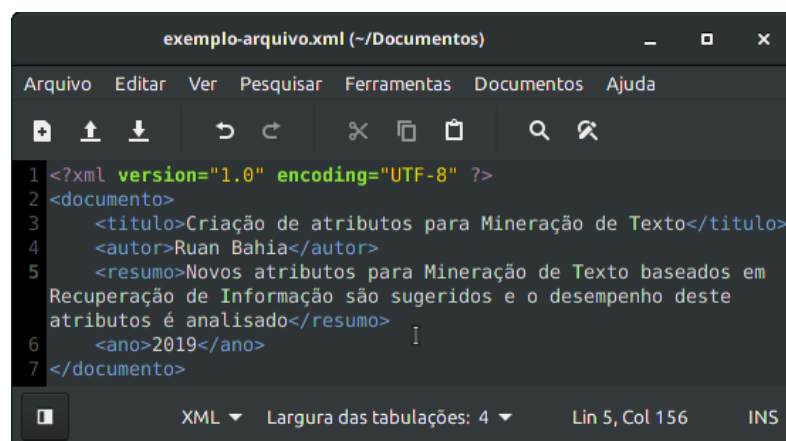 exemplo-arquivo.xml (~/Documentos)
Arquivo Editar Ver Pesquisar Ferramentas Documentos Ajuda
1 <?xml version="1.0" encoding="UTF-8" ?>
2 <documento>
3 <titulo>Criação de atributos para Mineração de Texto</titulo>
4 <autor>Ruan Bahia</autor>
5 <resumo>Novos atributos para Mineração de Texto baseados em
Recuperação de Informação são sugeridos e o desempenho deste
atributos é analisado</resumo>
6 <ano>2019</ano>
7 </documento>
XML Largura das tabulações: 4 Lin 5, Col 156 INS